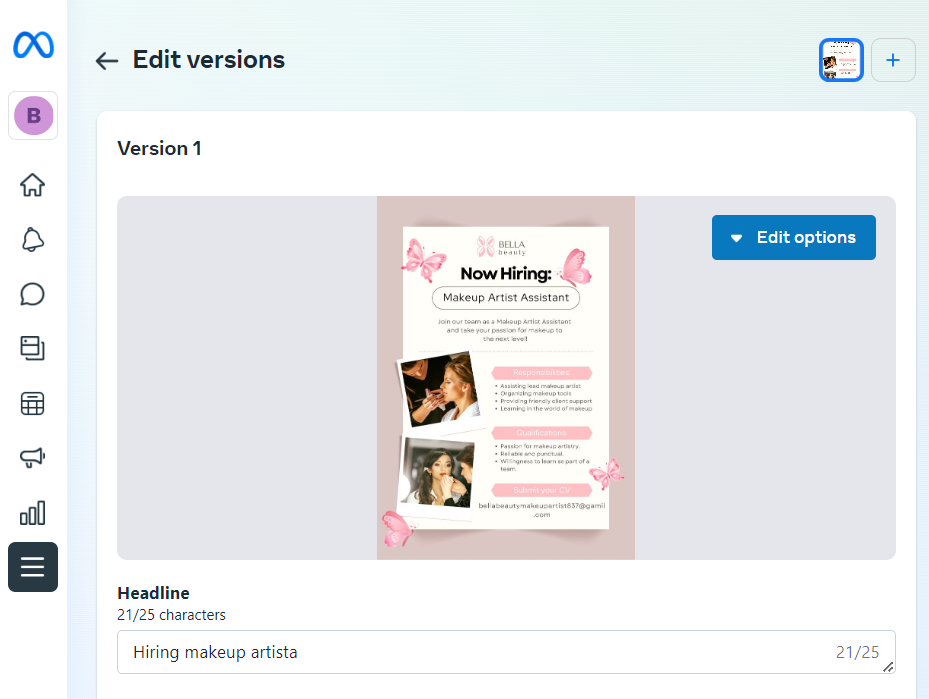 Edit versions
B
Version 1
Edit options
BELLA
beauty
Now Hiring:
Makeup Artist Assistant
Join our team as a Makeup Artist Assistant
and take your passion for makeup to
the next level!
Responsibilities:
• Assisting lead makeup artist
• Organizing makeup tools
• Providing friendly client support
• Learning in the world of makeup
Qualifications:
• Passion for makeup artistry.
• Reliable and punctual.
• Willingness to learn as part of a
team.
Submit your CV:
bellabeautymakeupartist837@gamil
.com
Headline
21/25 characters
Hiring makeup artista
21/25